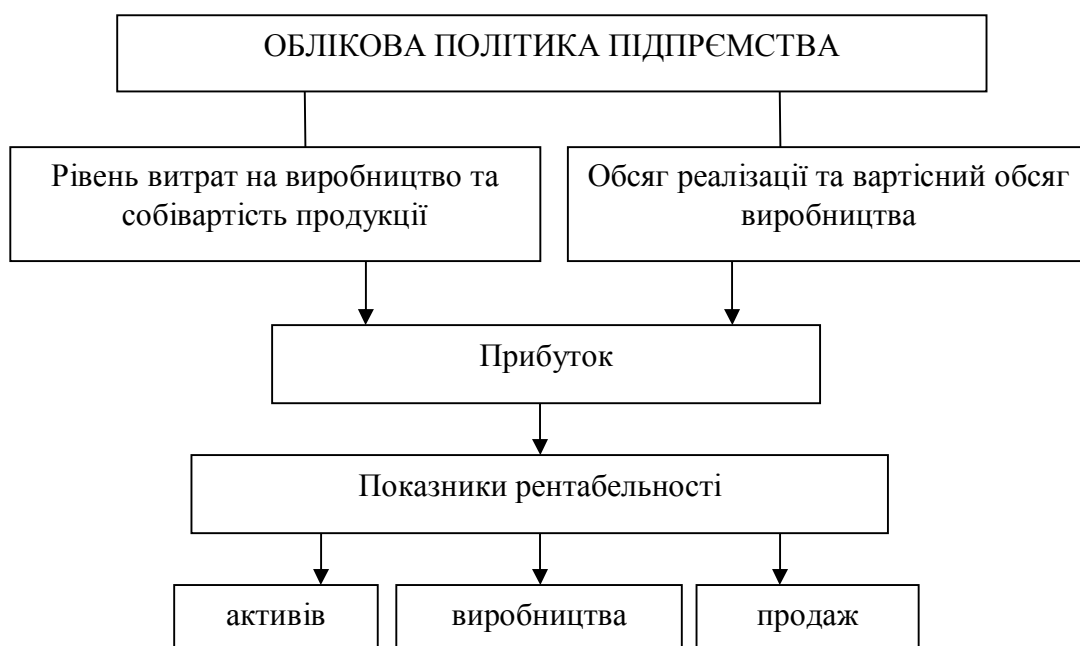 ОБЛІКОВА ПОЛІТИКА ПІДПРЄМСТВА
Рівень витрат на виробництво та
собівартість продукції
Обсяг реалізації та вартісний обсяг
виробництва
Прибуток
Показники рентабельності
активів
виробництва
продаж